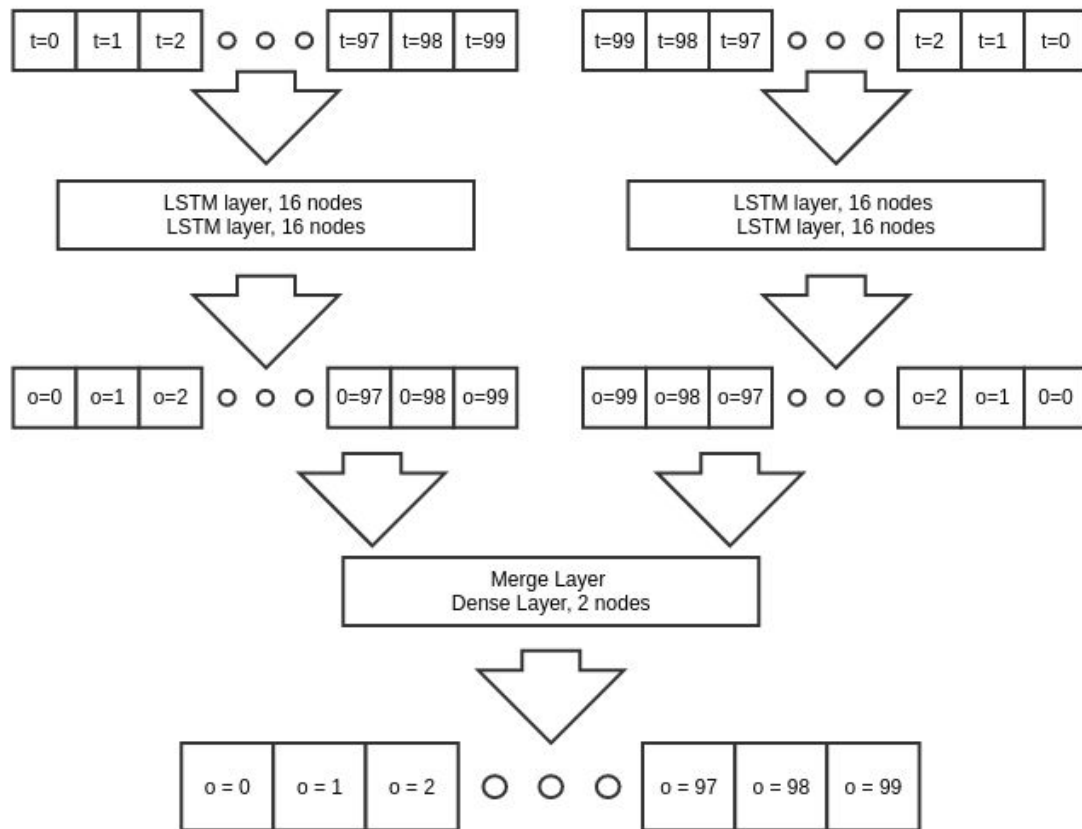 t=0 t=1 t=2 t=97 t=98 t=99 t=99 t=98 t=97 t=2 t=1 t=0
LSTM layer, 16 nodes
LSTM layer, 16 nodes
LSTM layer, 16 nodes
LSTM layer, 16 nodes
o=0 o=1 o=2 0=97 0=98 o=99 o=99 o=98 o=97 o=2 o=1 0=0
Merge Layer
Dense Layer, 2 nodes
o = 0 o = 1 o = 2 o = 97 o = 98 o = 99